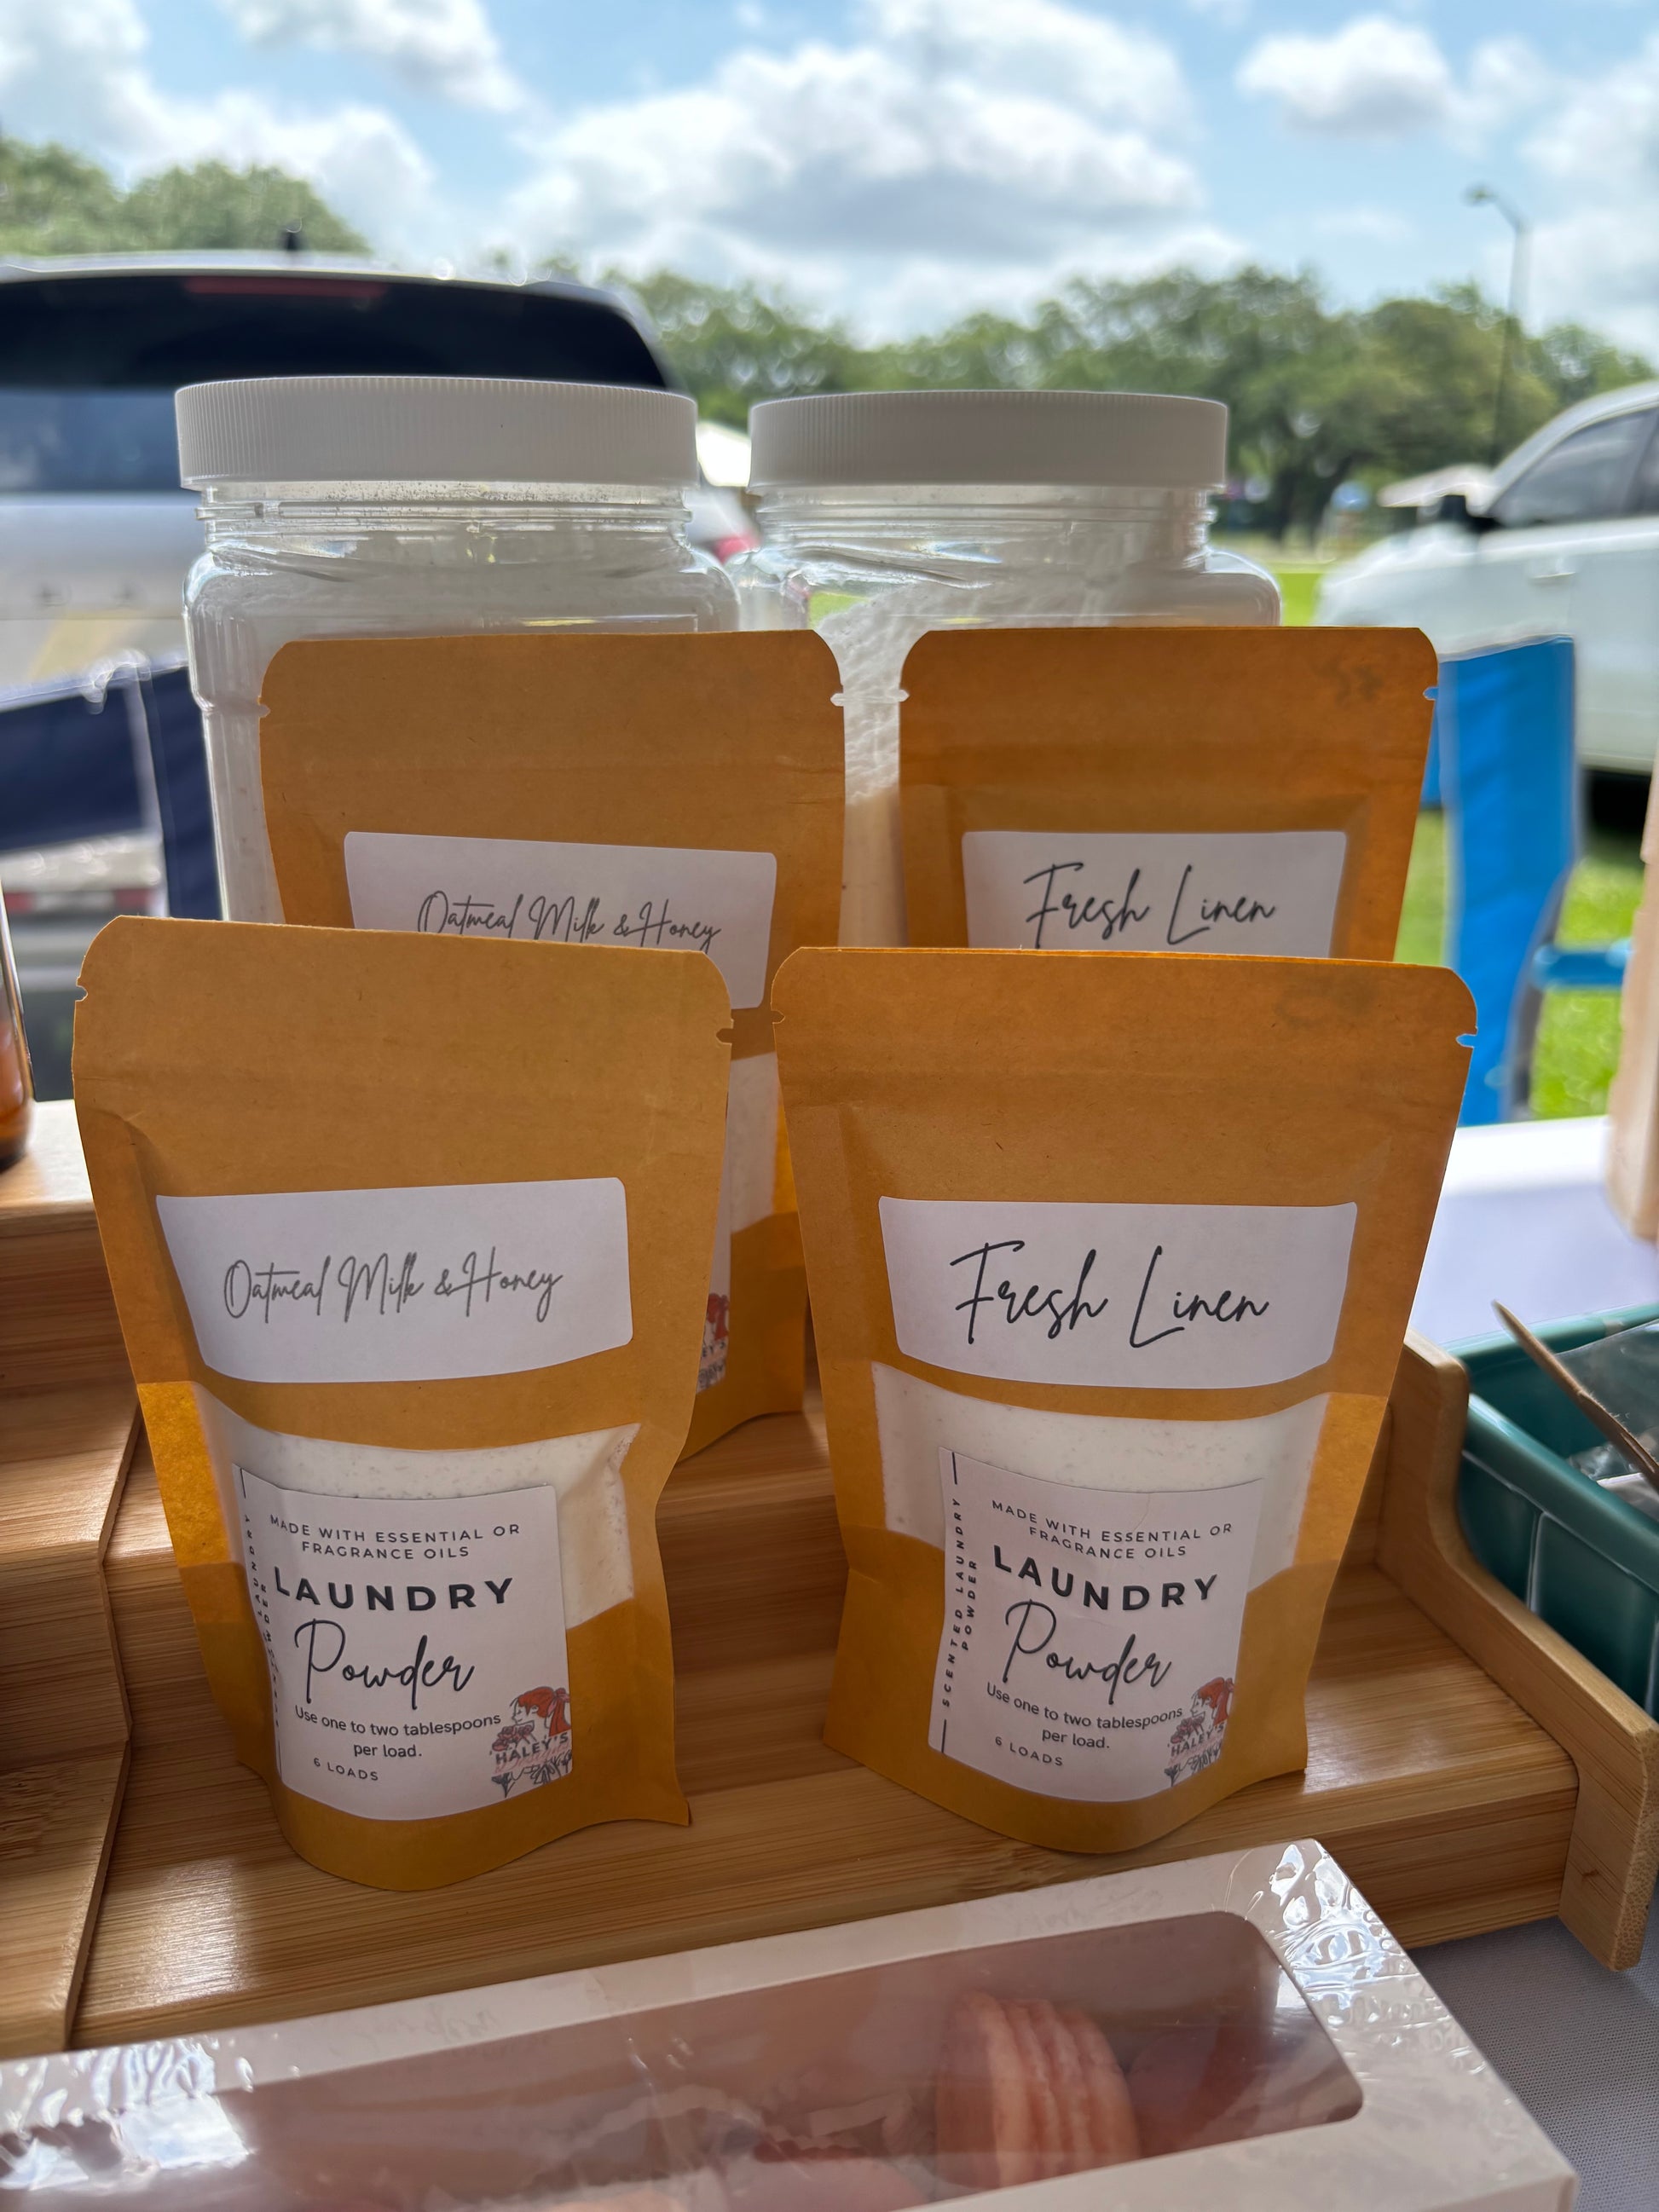 Oatmeal Milk & Honey
Fresh Linen
Oatmeal Milk & Honey
MADE WITH ESSENTIAL OR
FRAGRANCE OILS
LAUNDRY
Powder
Use one to two tablespoons
per load.
6 LOADS
HALEY'S
Fresh Linen
SCENTED LAUNDRY
POWDER
MADE WITH ESSENTIAL OR
FRAGRANCE OILS
LAUNDRY
Powder
Use one to two tablespoons
per load.
6 LOADS
HALEY'S